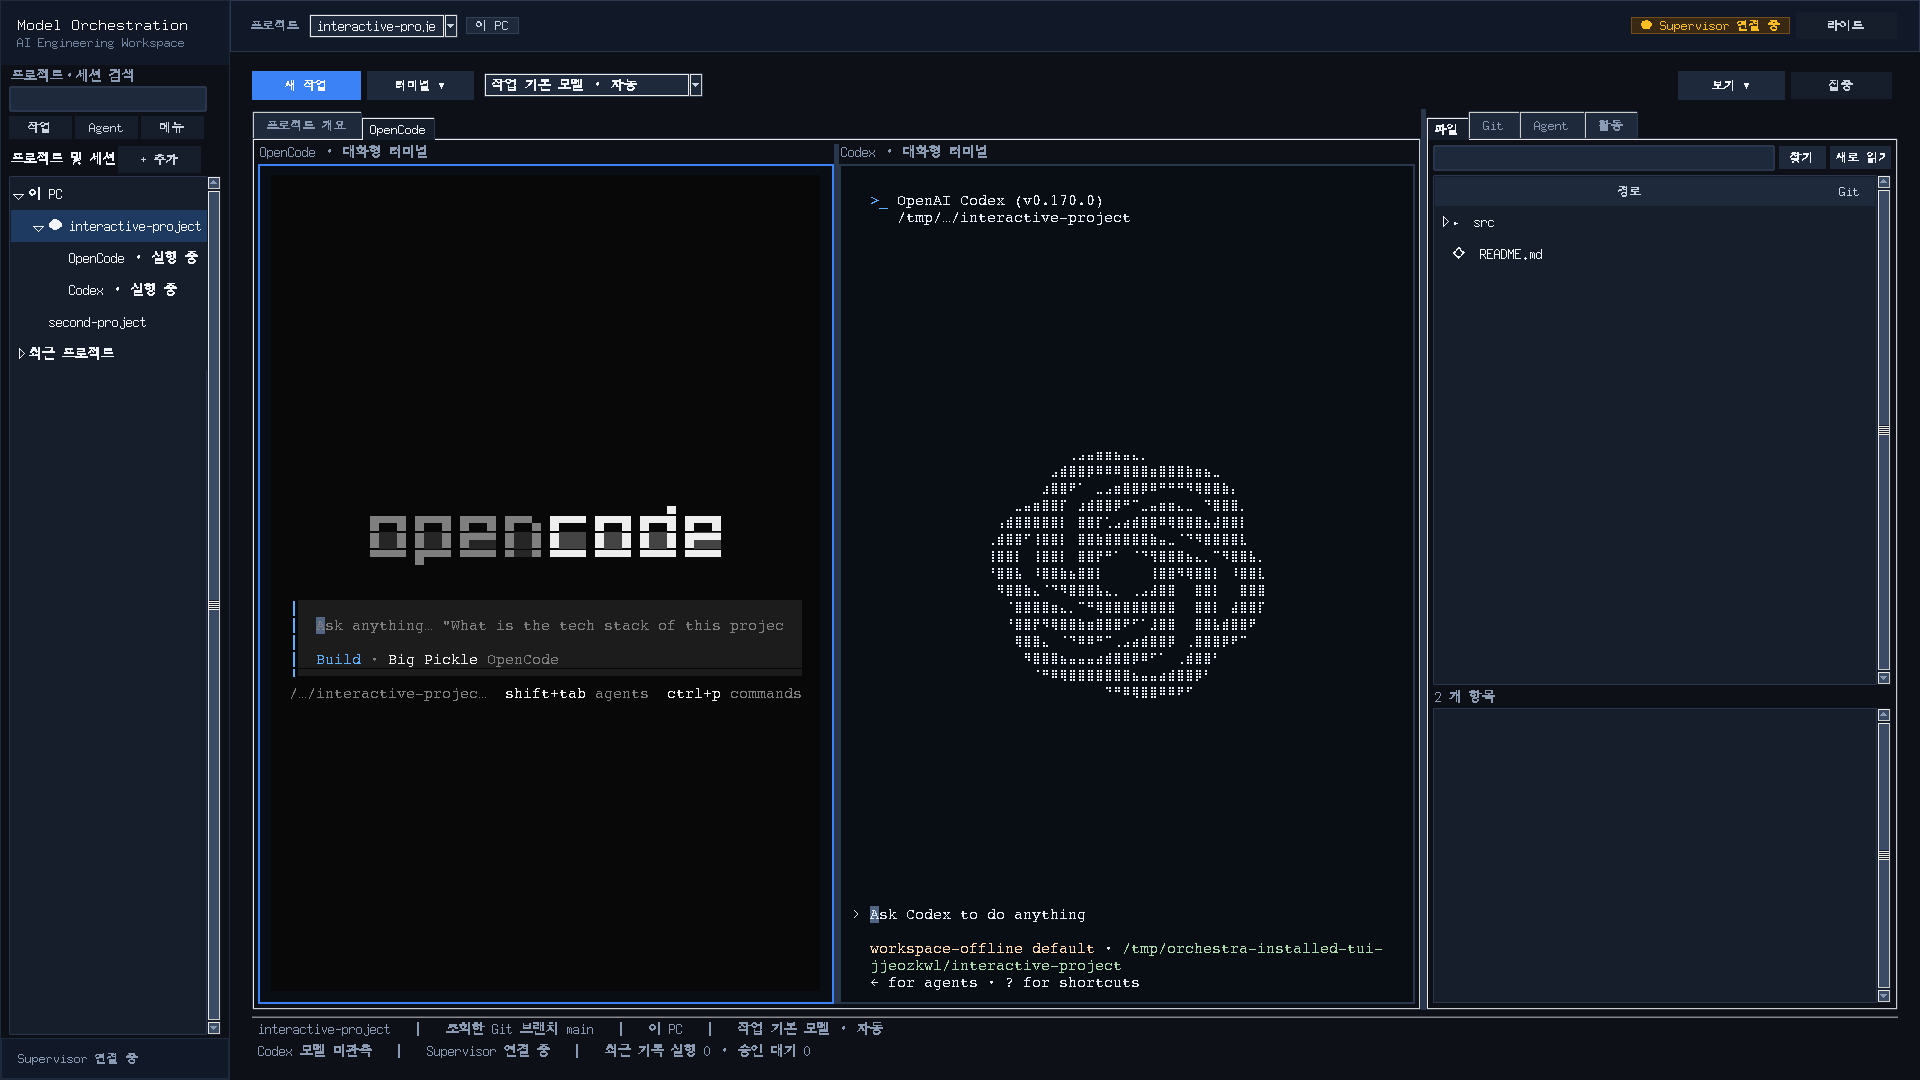 Model Orchestration
AI Engineering Workspace
프로젝트·세션 검색
작업 Agent 메뉴
프로젝트 및 세션 + 추가
이 PC
interactive-project
OpenCode · 실행 중
Codex · 실행 중
second-project
최근 프로젝트
Supervisor 연결 중
프로젝트 interactive-proje 이 PC
Supervisor 연결 중 라이트
새 작업 터미널 ▾ 작업 기본 모델 · 자동
보기 ▾ 집중
프로젝트 개요 OpenCode
OpenCode · 대화형 터미널
opencode
Ask anything… "What is the tech stack of this projec
Build · Big Pickle OpenCode
/…/interactive-projec… shift+tab agents ctrl+p commands
Codex · 대화형 터미널
>_ OpenAI Codex (v0.170.0)
/tmp/…/interactive-project
› Ask Codex to do anything
workspace-offline default · /tmp/orchestra-installed-tui-
jjeozkwl/interactive-project
← for agents · ? for shortcuts
파일 Git Agent 활동
찾기 새로 읽기
경로 Git
src
README.md
2 개 항목
interactive-project | 조회한 Git 브랜치 main | 이 PC | 작업 기본 모델 · 자동
Codex 모델 미관측 | Supervisor 연결 중 | 최근 기록 실행 0 · 승인 대기 0